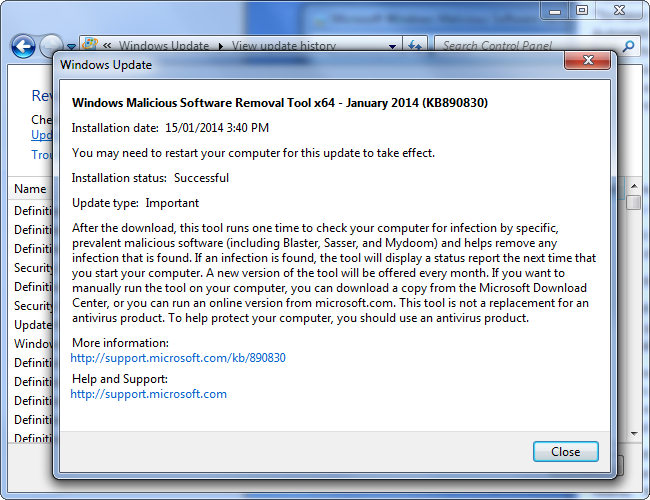 Microsoft Windows Malicious Software
Windows Update
View update history
Search Control Panel
Windows Update
Windows Malicious Software Removal Tool x64 - January 2014 (KB890830)
Installation date: 15/01/2014 3:40 PM
You may need to restart your computer for this update to take effect.
Installation status: Successful
Update type: Important
After the download, this tool runs one time to check your computer for infection by specific,
prevalent malicious software (including Blaster, Sasser, and Mydoom) and helps remove any
infection that is found. If an infection is found, the tool will display a status report the next time that
you start your computer. A new version of the tool will be offered every month. If you want to
manually run the tool on your computer, you can download a copy from the Microsoft Download
Center, or you can run an online version from microsoft.com. This tool is not a replacement for an
antivirus product. To help protect your computer, you should use an antivirus product.
More information:
http://support.microsoft.com/kb/890830
Help and Support:
http://support.microsoft.com
Close
Rev
Che
Upd
Trou
Name
Definiti
Definiti
Definiti
Security
Definiti
Security
Update
Windo
Definiti
Definiti
Definiti
Definiti
Definiti